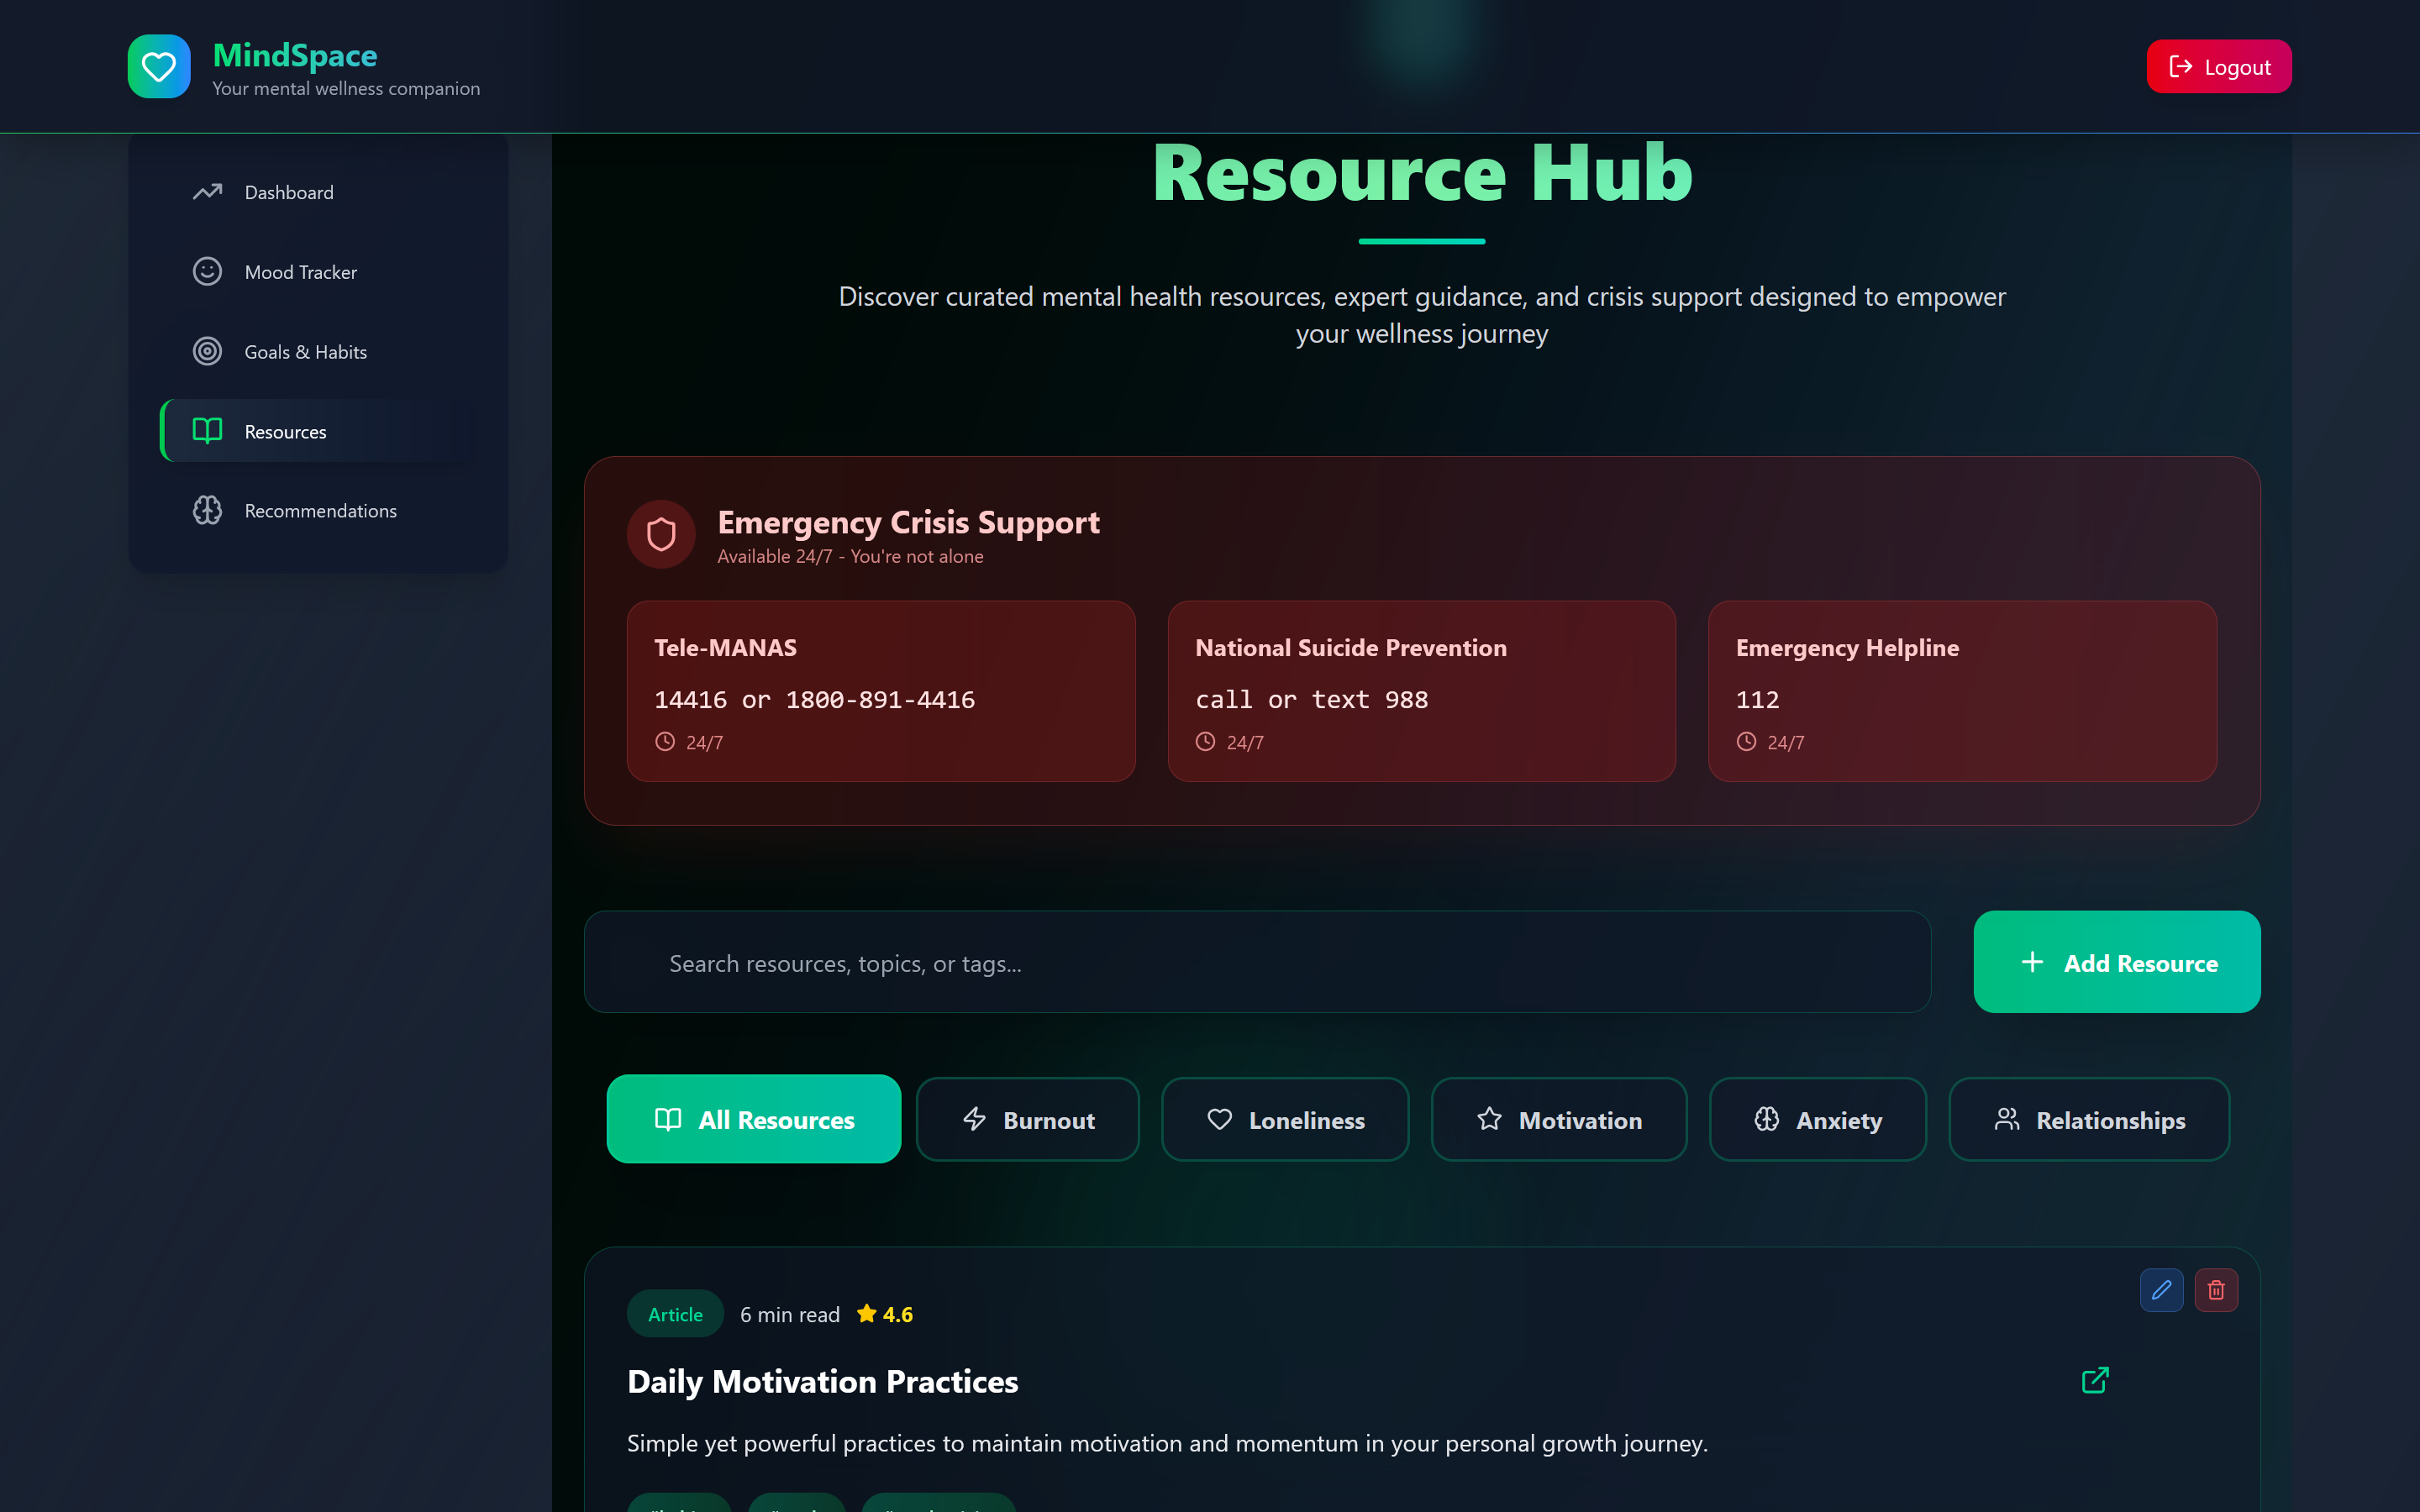 MindSpace
Your mental wellness companion
Logout
Dashboard
Mood Tracker
Goals & Habits
Resources
Recommendations
Resource Hub
Discover curated mental health resources, expert guidance, and crisis support designed to empower
your wellness journey
Emergency Crisis Support
Available 24/7 - You're not alone
Tele-MANAS
14416 or 1800-891-4416
24/7
National Suicide Prevention
call or text 988
24/7
Emergency Helpline
112
24/7
Search resources, topics, or tags...
Add Resource
All Resources
Burnout
Loneliness
Motivation
Anxiety
Relationships
Article
6 min read
4.6
Daily Motivation Practices
Simple yet powerful practices to maintain motivation and momentum in your personal growth journey.